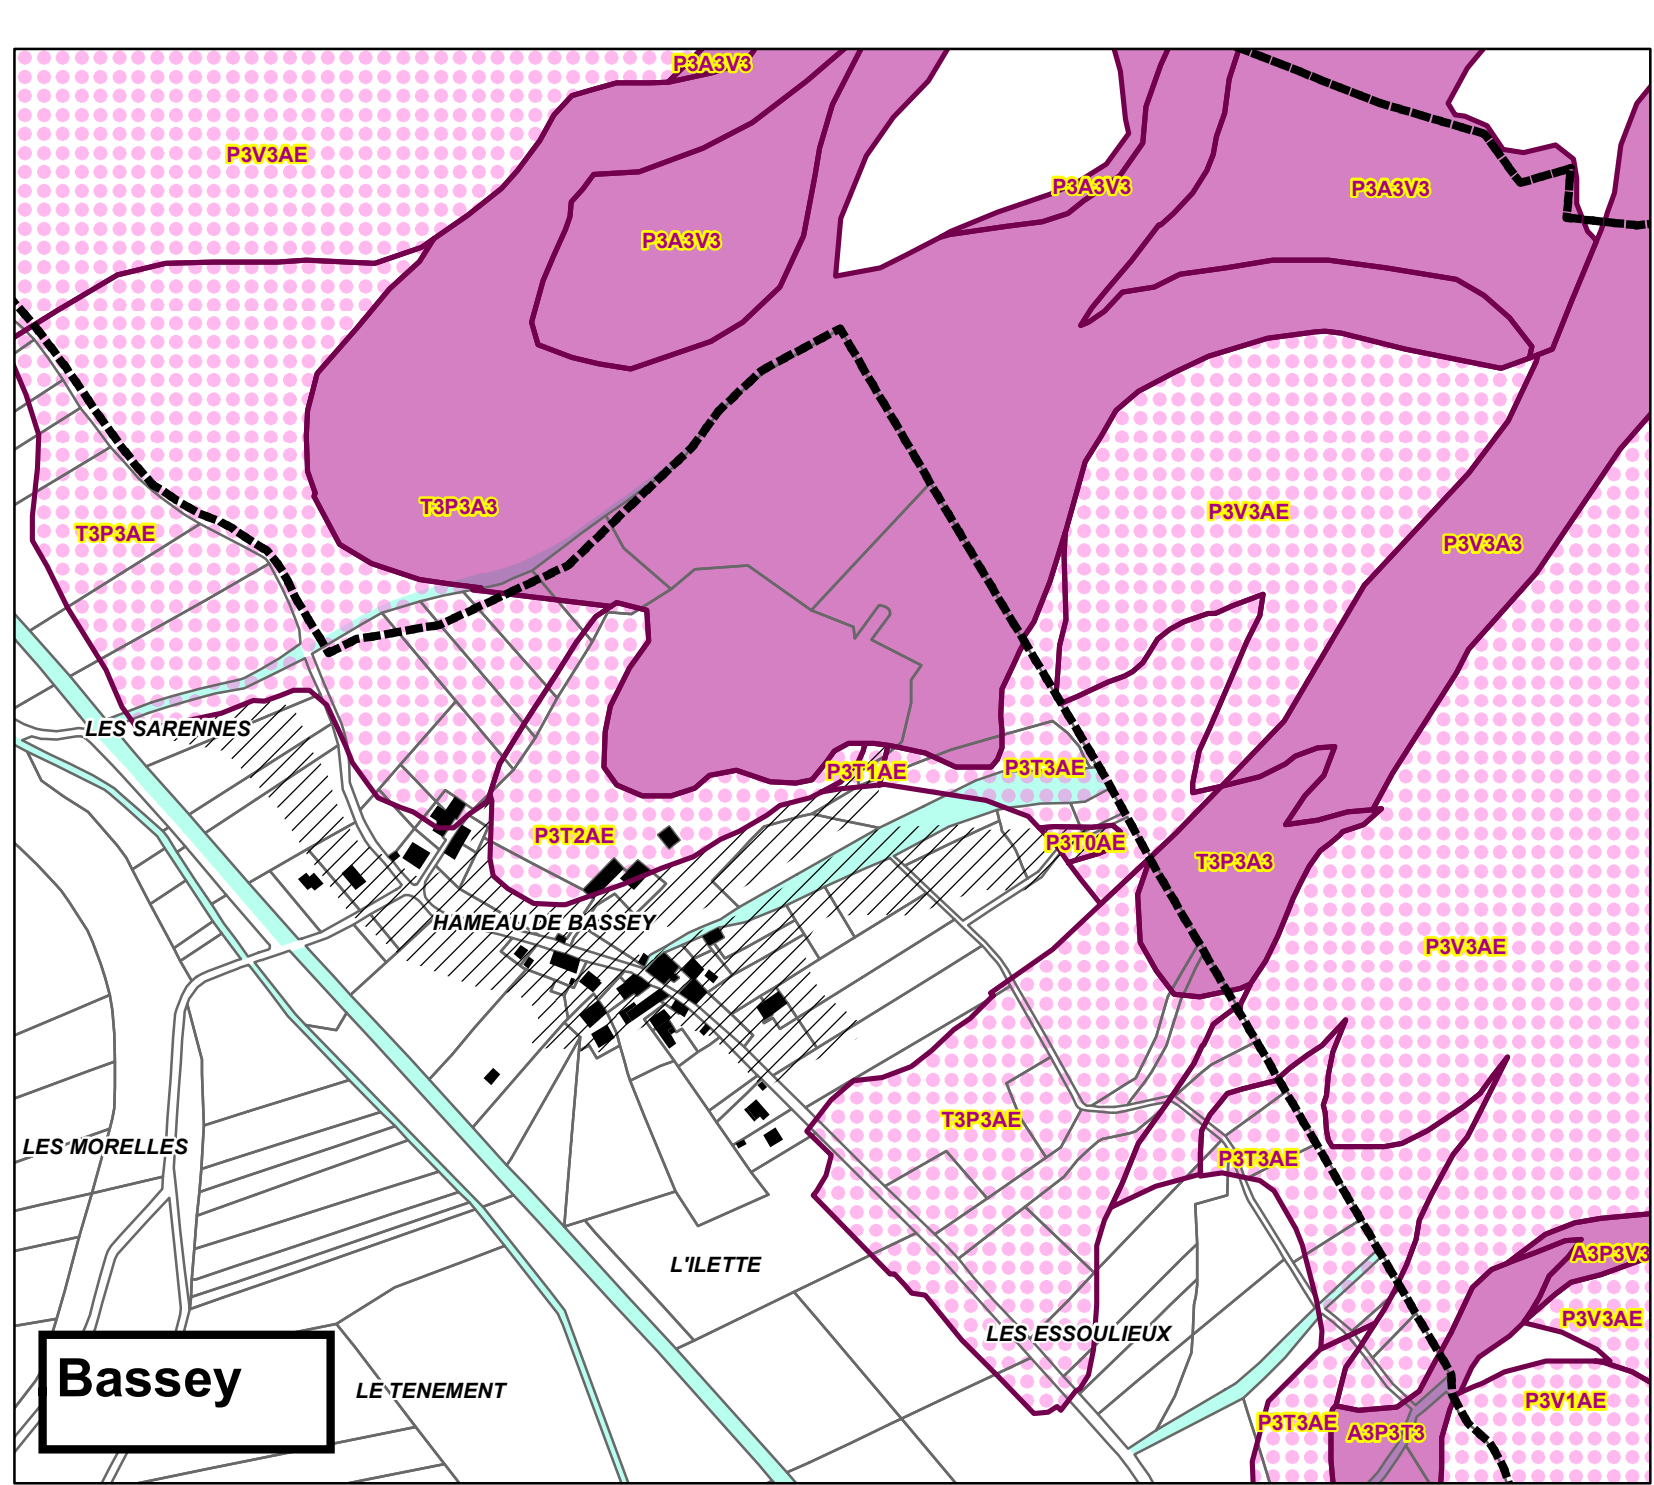 P3A3V3
P3V3AE
P3A3V3
P3A3V3
P3A3V3
T3P3A3
P3V3AE
T3P3AE
P3V3A3
LES SARENNES
P3T1AE
P3T3AE
P3T2AE
P3T0AE
T3P3A3
HAMEAU DE BASSEY
P3V3AE
T3P3AE
LES MORELLES
P3T3AE
L'ILETTE
A3P3V3
P3V3AE
LES ESSOULIEUX
Bassey
LE TENEMENT
P3V1AE
P3T3AE
A3P3T3